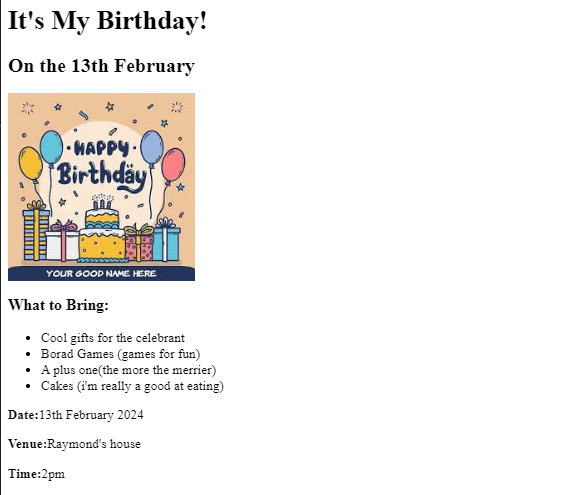 It's My Birthday!
On the 13th February
• HAPPY •
Birthday
YOUR GOOD NAME HERE
What to Bring:
• Cool gifts for the celebrant
• Borad Games (games for fun)
• A plus one(the more the merrier)
• Cakes (i'm really a good at eating)
Date:13th February 2024
Venue:Raymond's house
Time:2pm